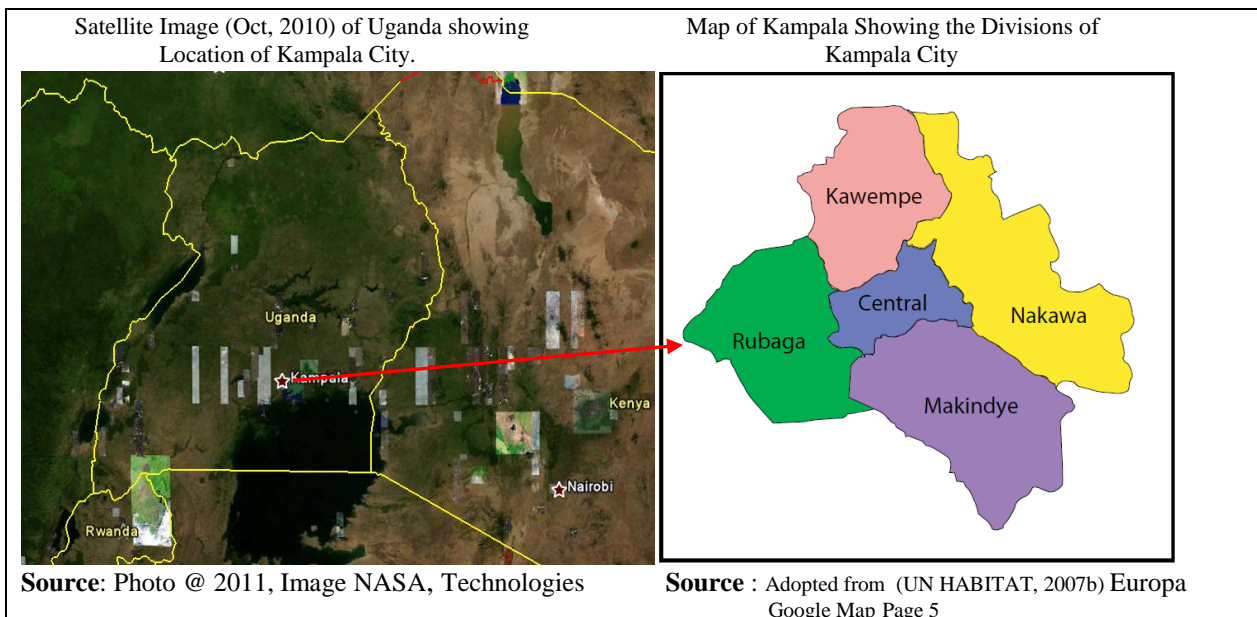 Satellite Image (Oct, 2010) of Uganda showing
Location of Kampala City.
Map of Kampala Showing the Divisions of
Kampala City
Uganda
Kampala
Kenya
Nairobi
Rwanda
Kawempe
Central
Nakawa
Rubaga
Makindye
Source: Photo @ 2011, Image NASA, Technologies
Source : Adopted from (UN HABITAT, 2007b) Europa
Google Map Page 5